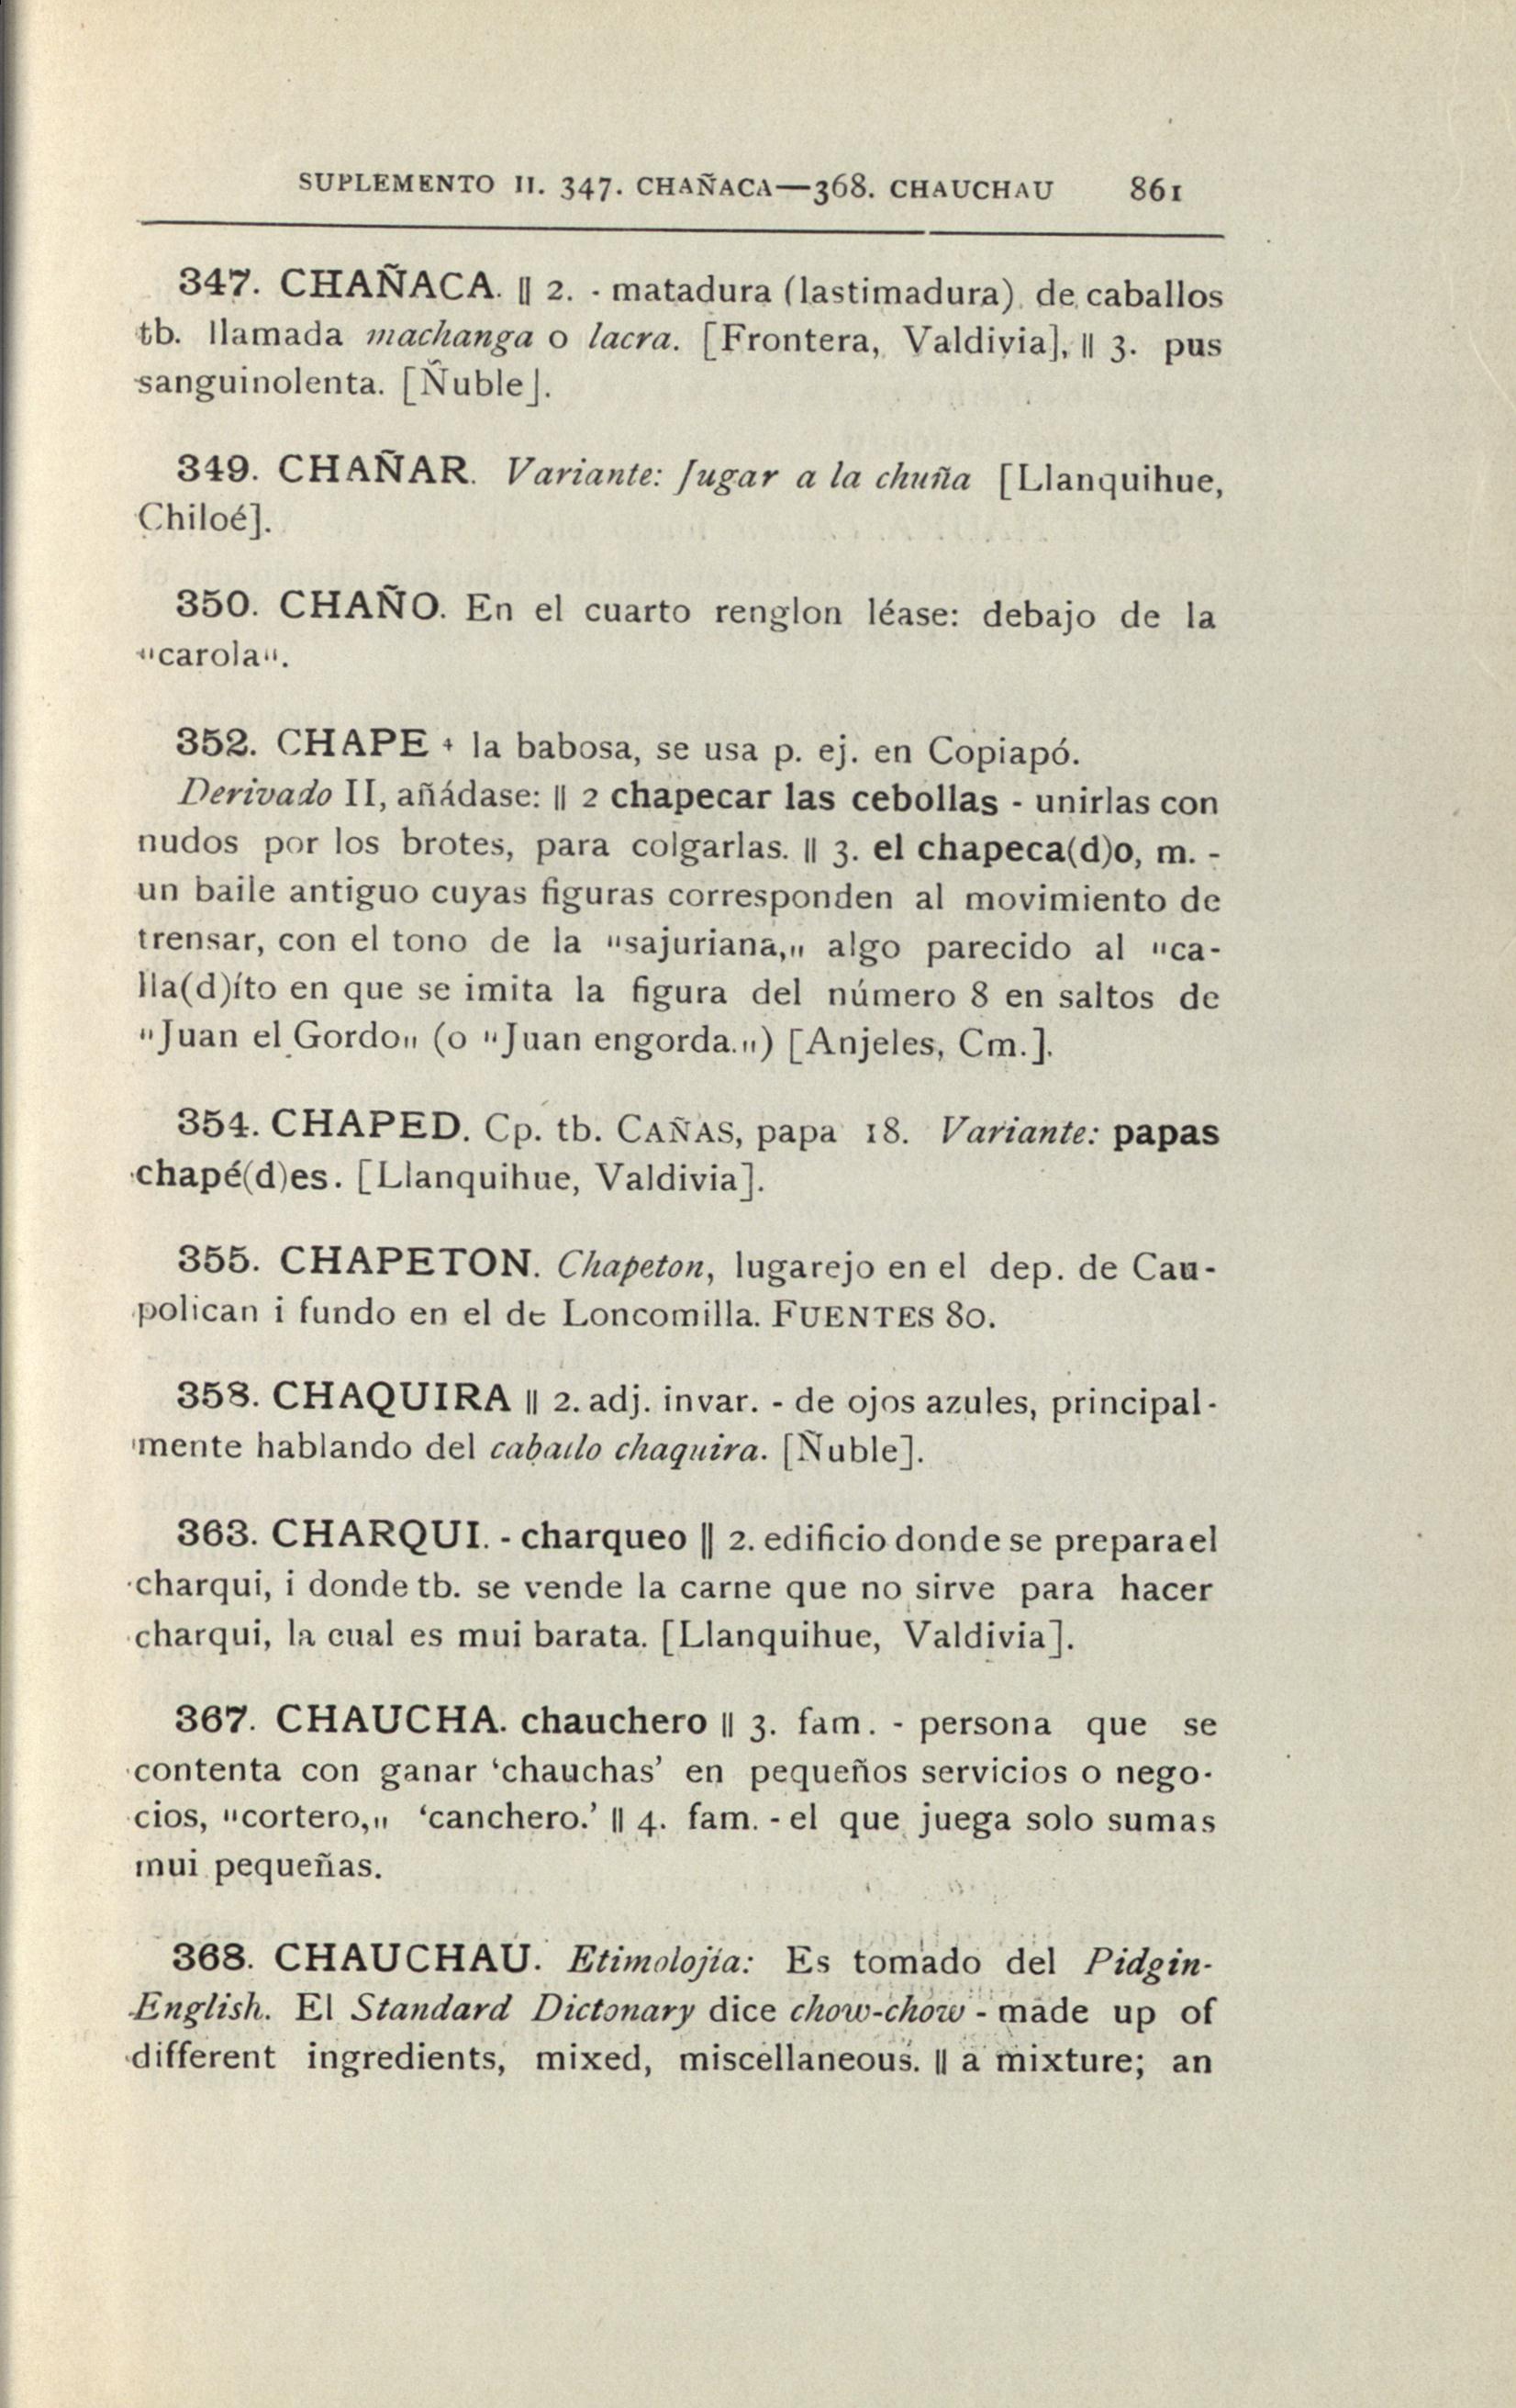 SUPLEMENTO II. 347. CHAÑACA—368. CHAUCHAU 861
347. CHAÑACA. || 2. - matadura (lastimadura) de caballos
tb. llamada machanga o lacra. [Frontera, Valdivia], || 3. pus
sanguinolenta. [Ñuble].
349. CHAÑAR. Variante: Jugar a la chuña [Llanquihue,
Chiloé].
350. CHAÑO. En el cuarto renglon léase: debajo de la
"carola".
352. CHAPE + la babosa, se usa p. ej. en Copiapó.
Derivado II, añádase: || 2 chapecar las cebollas - unirlas con
nudos por los brotes, para colgarlas. || 3. el chapeca(d)o, m. -
un baile antiguo cuyas figuras corresponden al movimiento de
trensar, con el tono de la "sajuriana," algo parecido al "ca-
lla(d)ito en que se imita la figura del número 8 en saltos de
"Juan el Gordo" (o "Juan engorda.") [Anjeles, Cm.].
354. CHAPED. Cp. tb. CAÑAS, papa 18. Variante: papas
chapé(d)es. [Llanquihue, Valdivia].
355. CHAPETON. Chapeton, lugarejo en el dep. de Cau-
polican i fundo en el de Loncomilla. FUENTES 80.
358. CHAQUIRA || 2. adj. invar. - de ojos azules, principal-
mente hablando del caballo chaquira. [Ñuble].
363. CHARQUI. - charqueo || 2. edificio donde se prepara el
charqui, i donde tb. se vende la carne que no sirve para hacer
charqui, la cual es mui barata. [Llanquihue, Valdivia].
367. CHAUCHA. chauchero || 3. fam. - persona que se
contenta con ganar ‘chauchas’ en pequeños servicios o nego-
cios, "cortero," ‘canchero.’ || 4. fam. - el que juega solo sumas
mui pequeñas.
368. CHAUCHAU. Etimolojía: Es tomado del Pidgin-
English. El Standard Dictonary dice chow-chow - made up of
different ingredients, mixed, miscellaneous. || a mixture; an